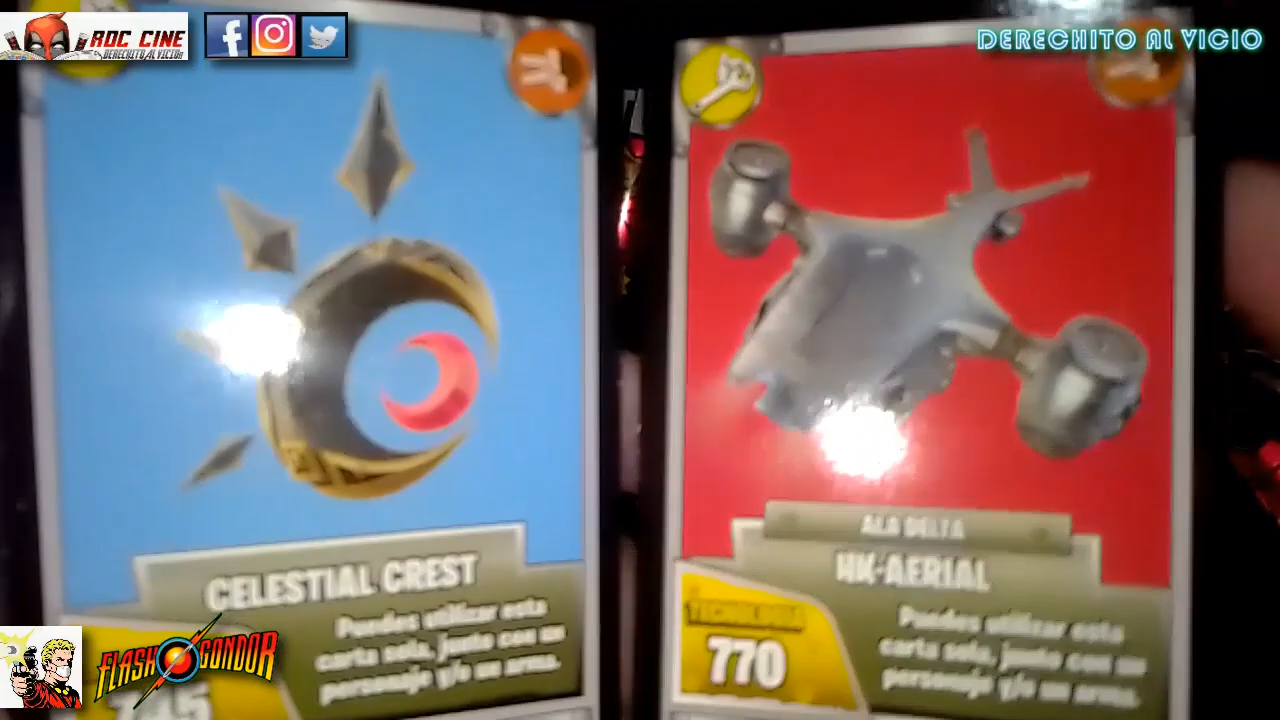 ROC CINE
DERECHITO AL VICIO
DERECHITO AL VICIO
CELESTIAL CREST
Puedes utilizar esta
carta sola, junto con un
personaje y/o un arma.
745
FLASH GONDOR
ALA DELTA
HK-AERIAL
TECNOLOGÍA
770
Puedes utilizar esta
carta sola, junto con un
personaje y/o un arma.